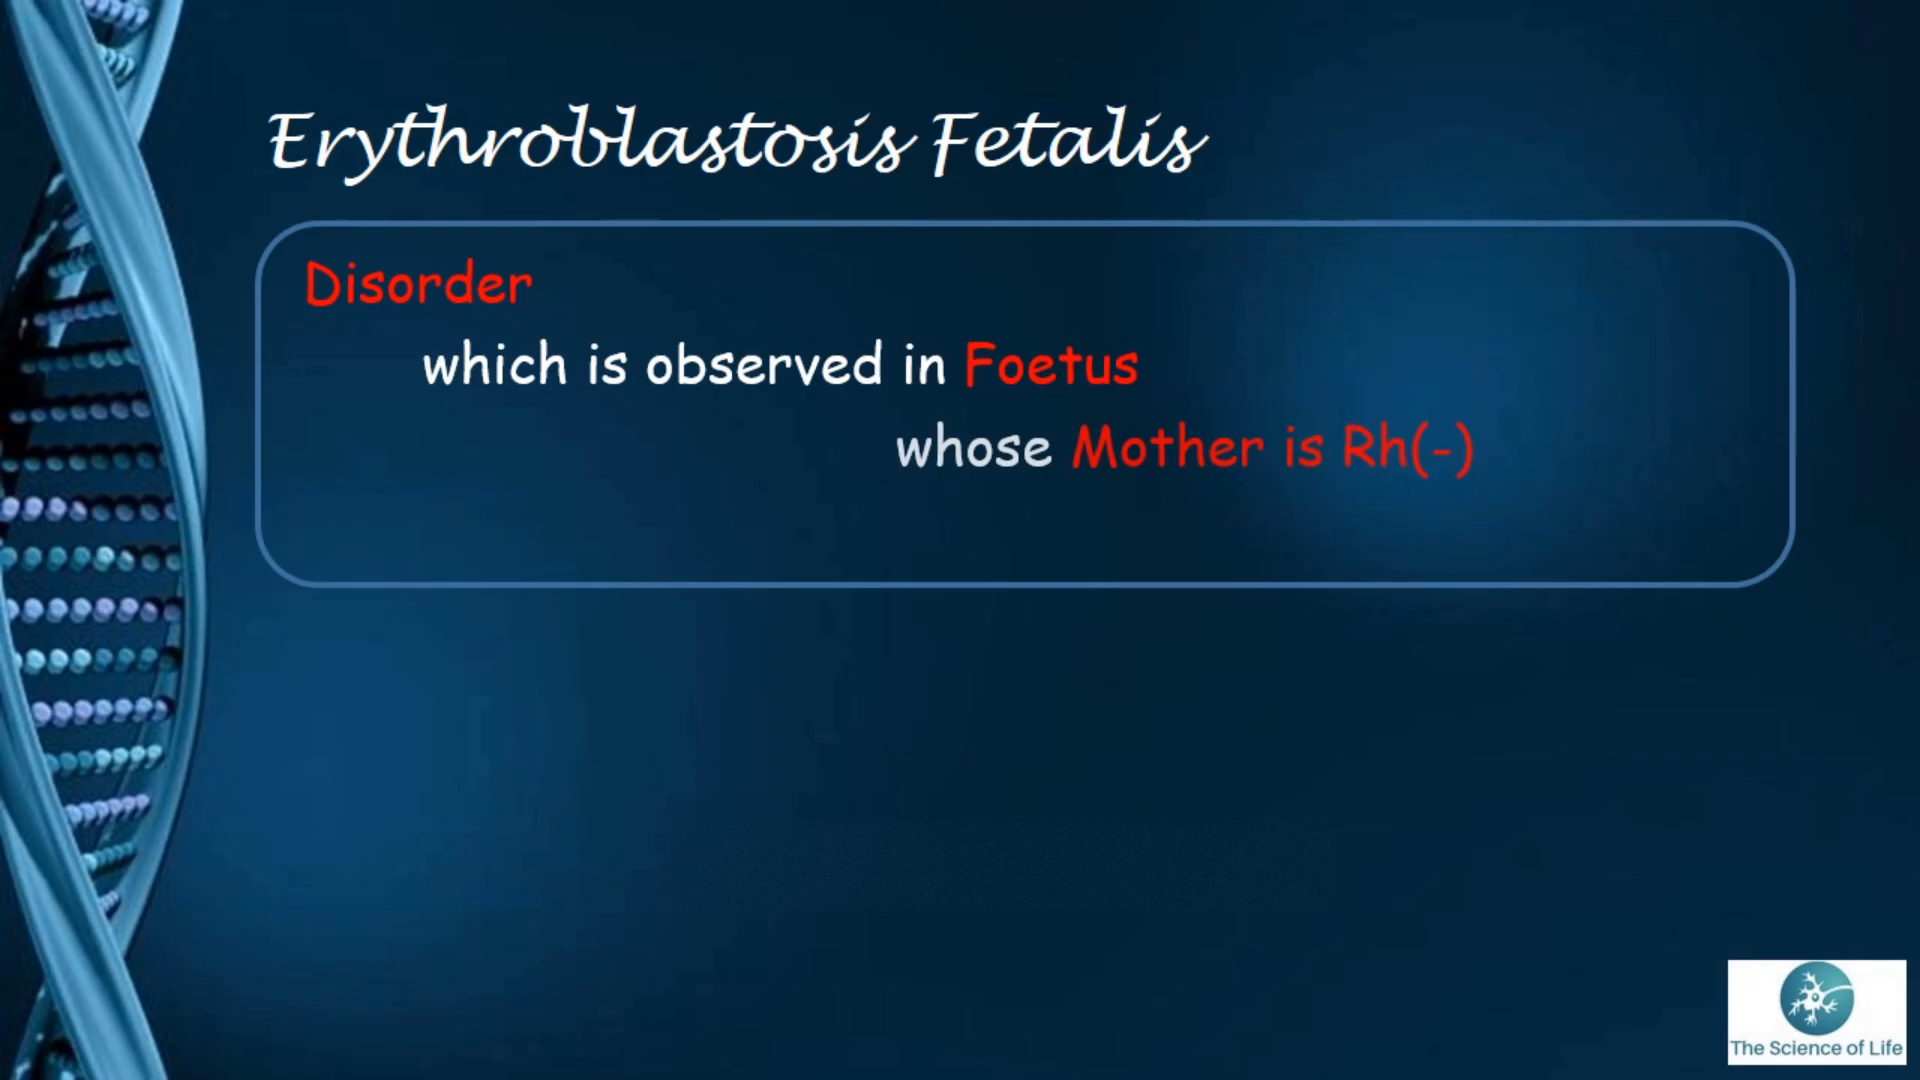 Erythroblastosis Fetalis
Disorder
which is observed in Foetus
whose Mother is Rh(-)
The Science of Life